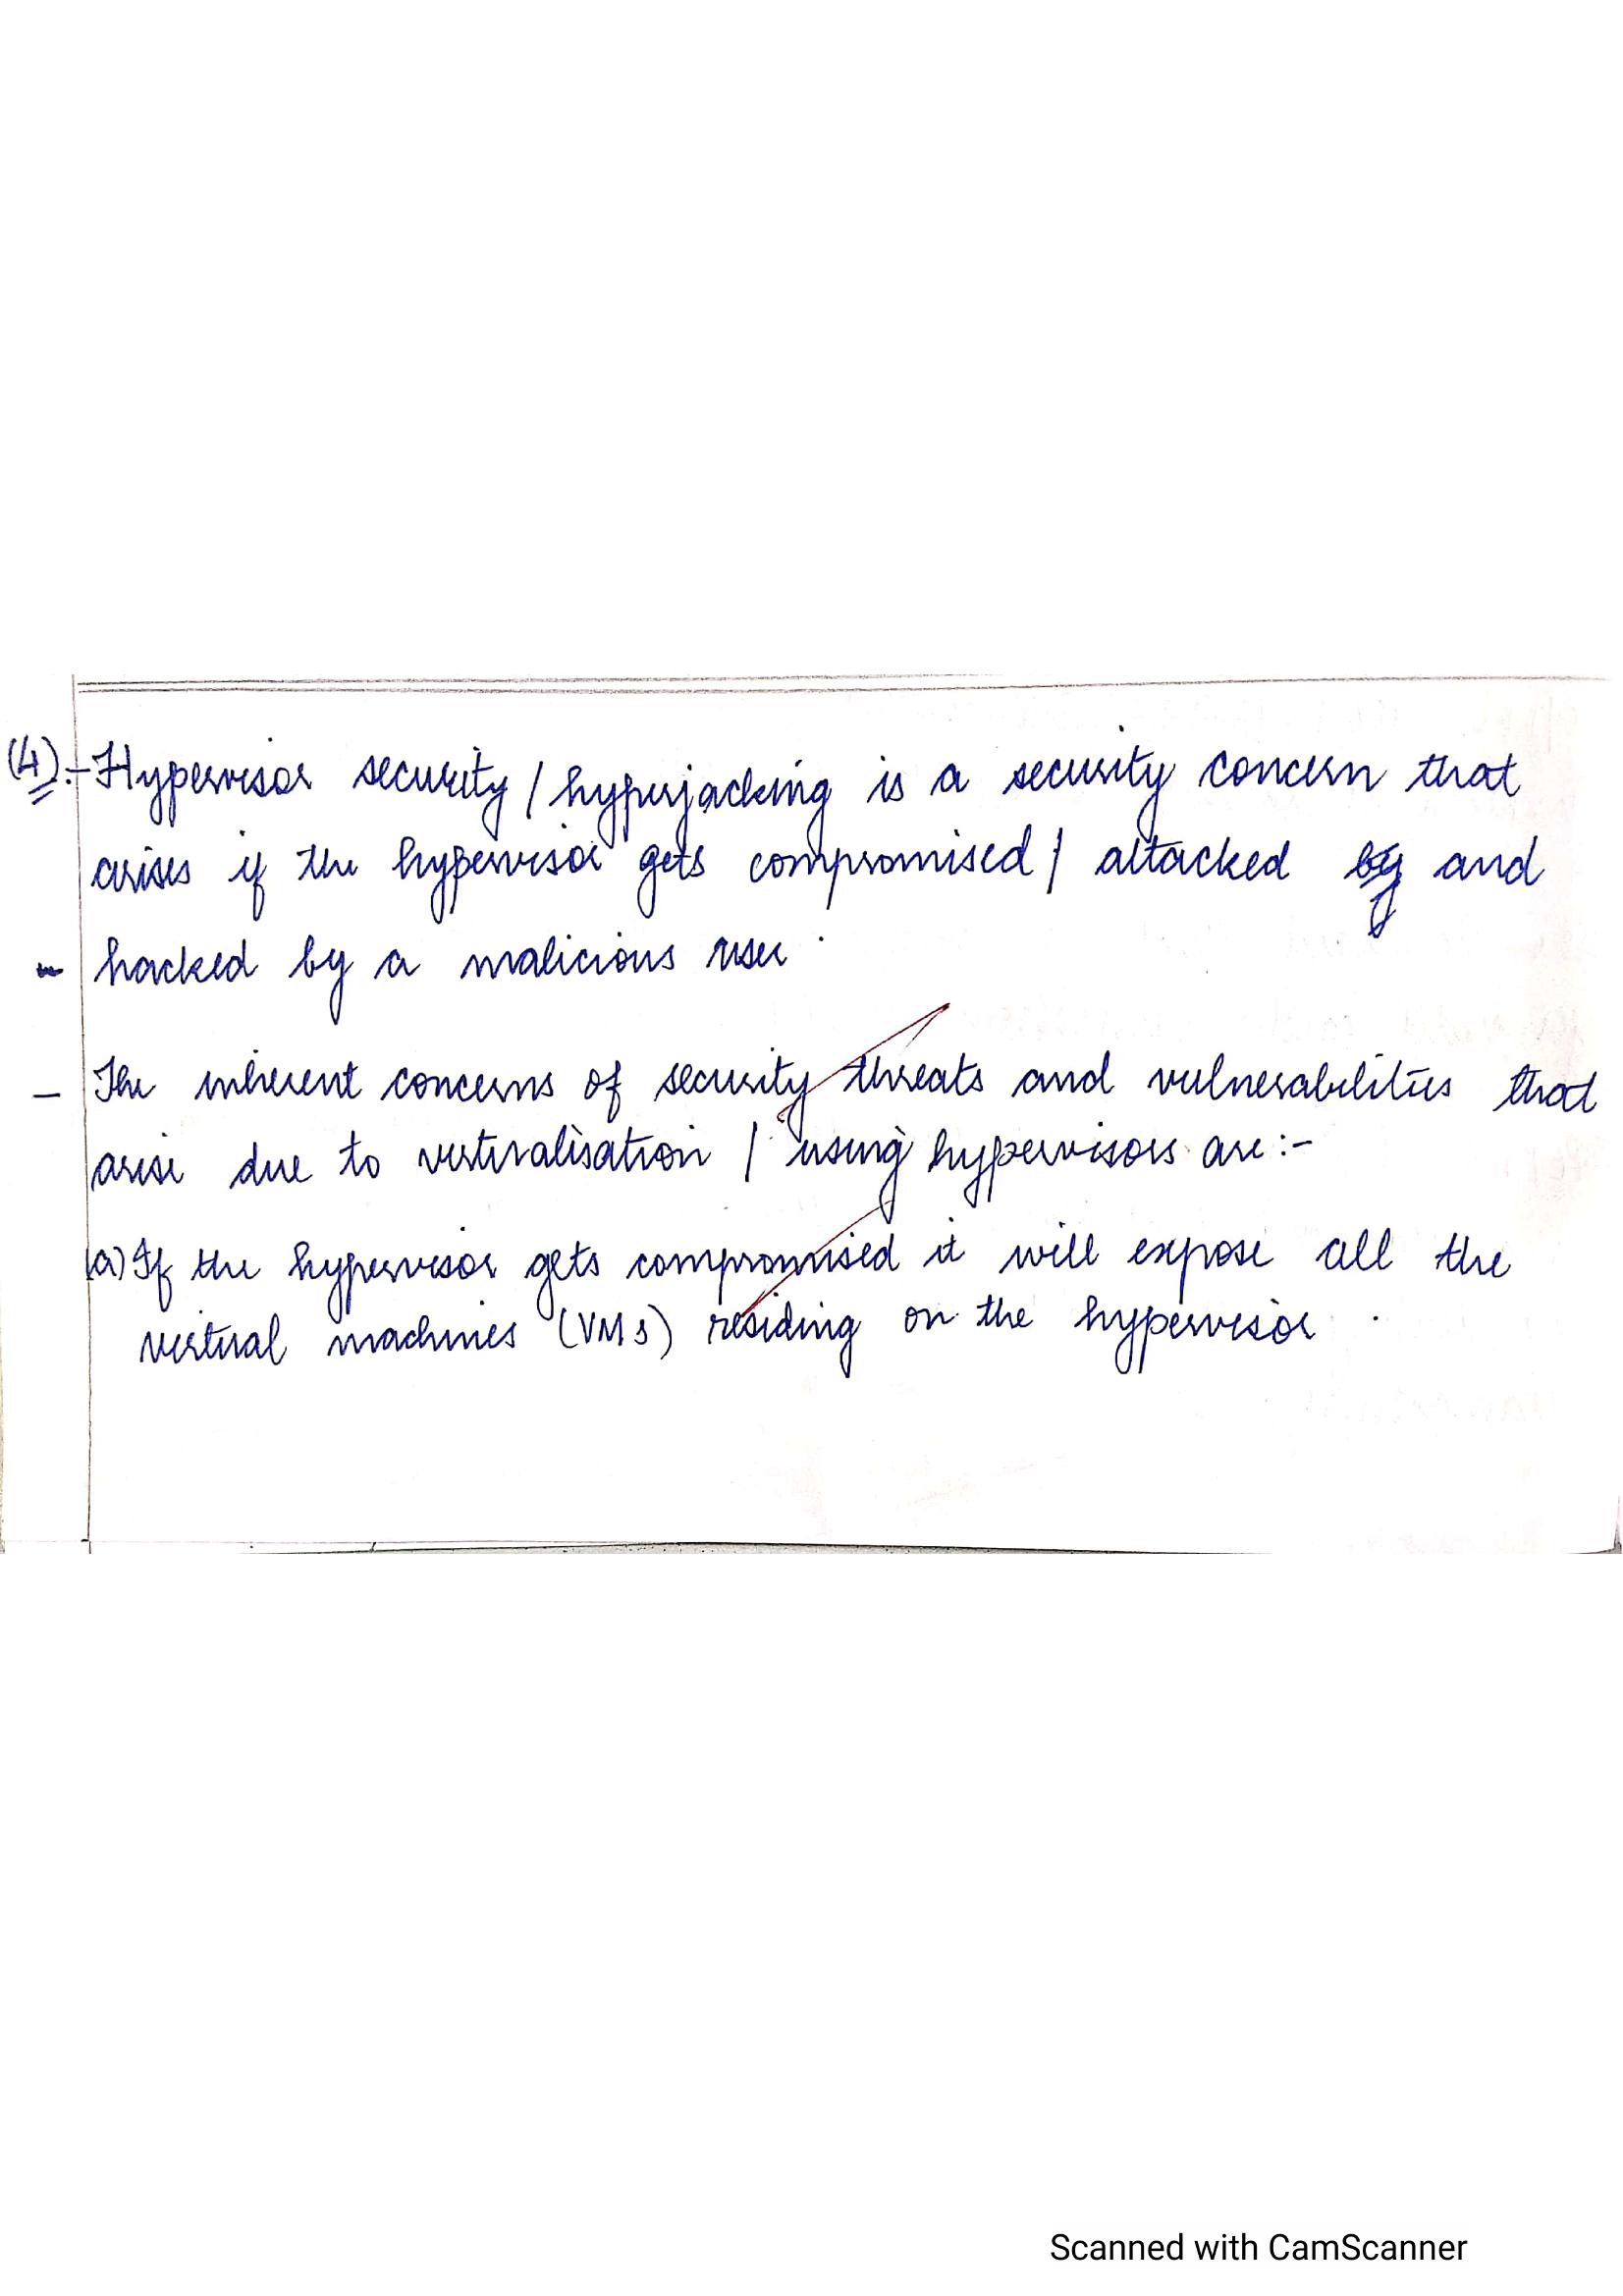 (4):- Hypervisor security / hyperjacking is a security concern that
arises if the hypervisor gets compromised / attacked by and
- hacked by a malicious user.
- The inherent concerns of security threats and vulnerabilities that
arise due to virtualisation / using hypervisors are:-
(a) If the hypervisor gets compromised it will expose all the
virtual machines (VMs) residing on the hypervisor.
Scanned with CamScanner